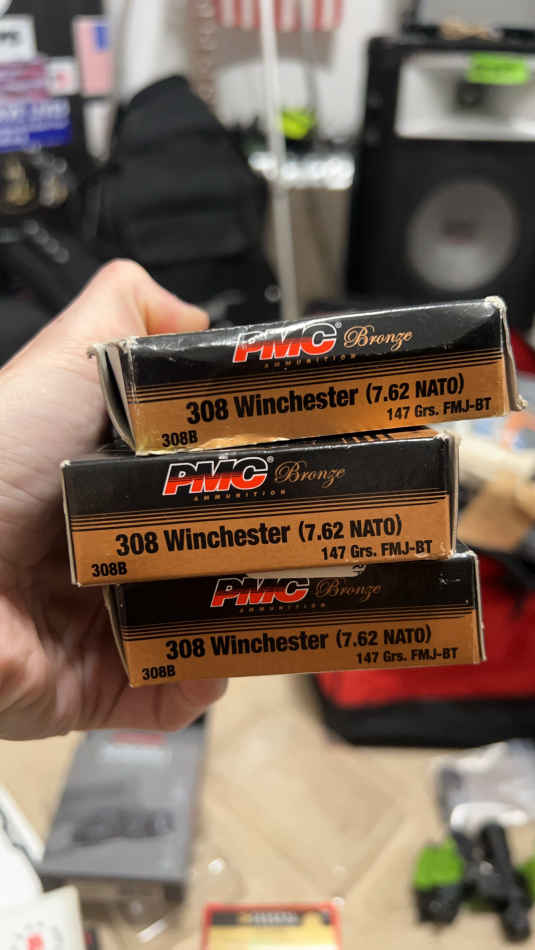 PMC® Bronze
AMMUNITION
308 Winchester (7.62 NATO)
147 Grs. FMJ-BT
308B
PMC® Bronze
AMMUNITION
308 Winchester (7.62 NATO)
147 Grs. FMJ-BT
308B
PMC Bronze
AMMUNITION
308 Winchester (7.62 NATO)
147 Grs. FMJ-BT
308B